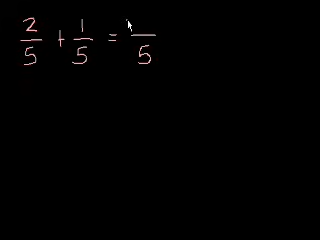 2/5 + 1/5 = /5